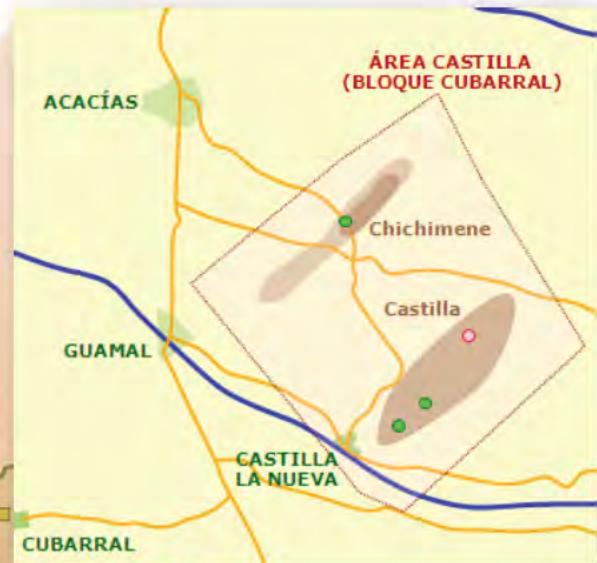 ÁREA CASTILLA
(BLOQUE CUBARRAL)
ACACÍAS
Chichimene
Castilla
GUAMAL
CASTILLA
LA NUEVA
CUBARRAL